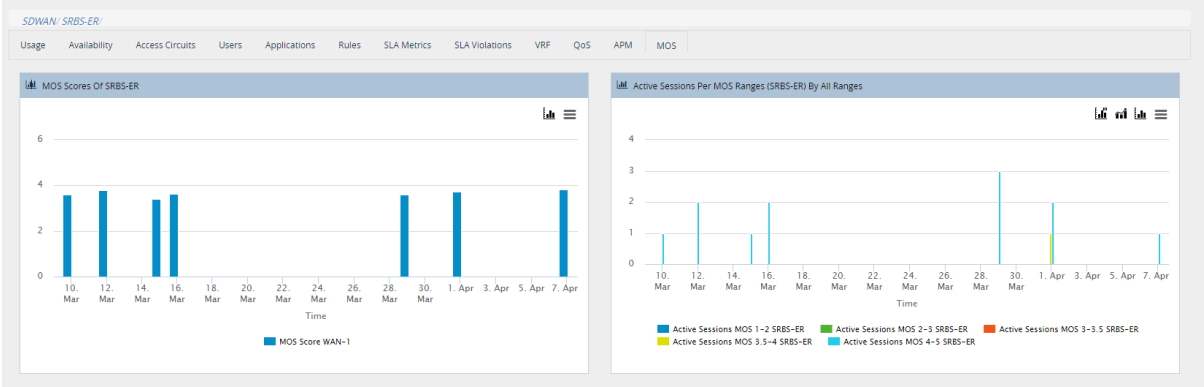 SDWAN/ SRBS-ER/
Usage Availability Access Circuits Users Applications Rules SLA Metrics SLA Violations VRF QoS APM MOS
MOS Scores Of SRBS-ER
6
4
2
0
10. Mar 12. Mar 14. Mar 16. Mar 18. Mar 20. Mar 22. Mar 24. Mar 26. Mar 28. Mar 30. Mar 1. Apr 3. Apr 5. Apr 7. Apr
Time
MOS Score WAN-1
Active Sessions Per MOS Ranges (SRBS-ER) By All Ranges
4
3
2
1
0
10. Mar 12. Mar 14. Mar 16. Mar 18. Mar 20. Mar 22. Mar 24. Mar 26. Mar 28. Mar 30. Mar 1. Apr 3. Apr 5. Apr 7. Apr
Time
Active Sessions MOS 1-2 SRBS-ER Active Sessions MOS 2-3 SRBS-ER Active Sessions MOS 3-3.5 SRBS-ER
Active Sessions MOS 3.5-4 SRBS-ER Active Sessions MOS 4-5 SRBS-ER